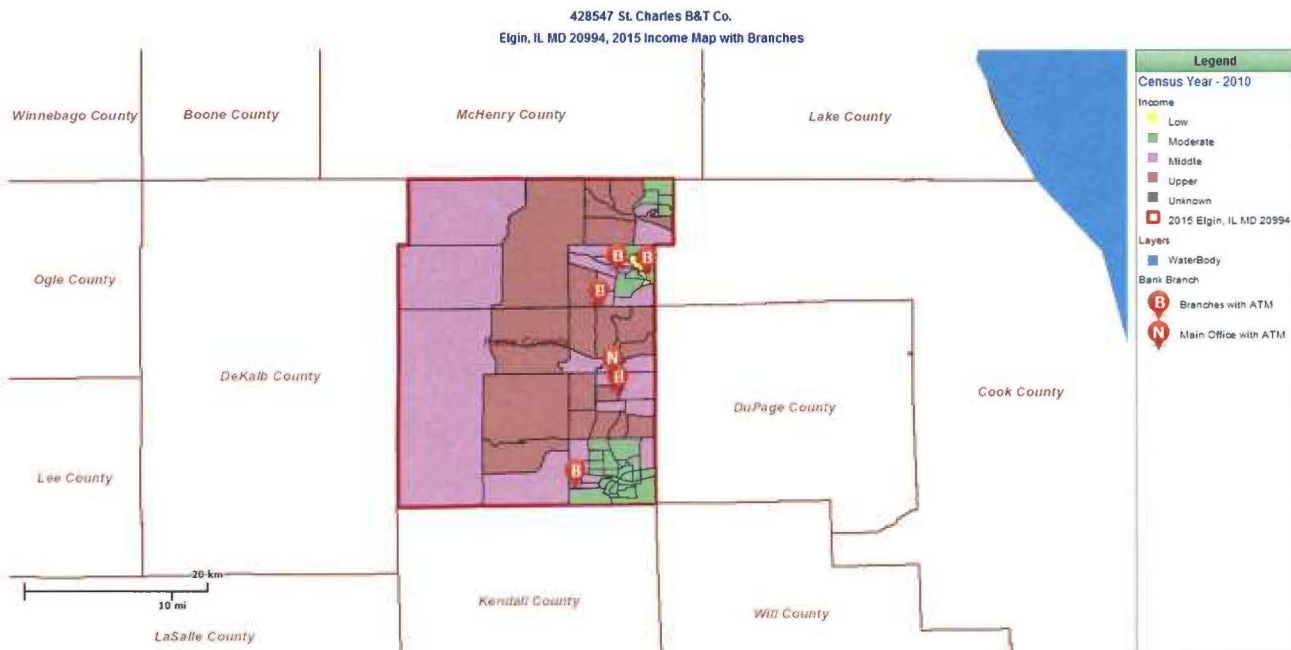 428547 St. Charles B&T Co.
Elgin, IL MD 20994, 2015 Income Map with Branches
Winnebago County
Boone County
McHenry County
Lake County
Ogle County
DeKalb County
DuPage County
Cook County
Lee County
Kendall County
Will County
LaSalle County
B
B
B
N
B
B
20 km
10 mi
Legend
Census Year - 2010
Income
Low
Moderate
Middle
Upper
Unknown
2015 Elgin, IL MD 20994
Layers
WaterBody
Bank Branch
B Branches with ATM
N Main Office with ATM